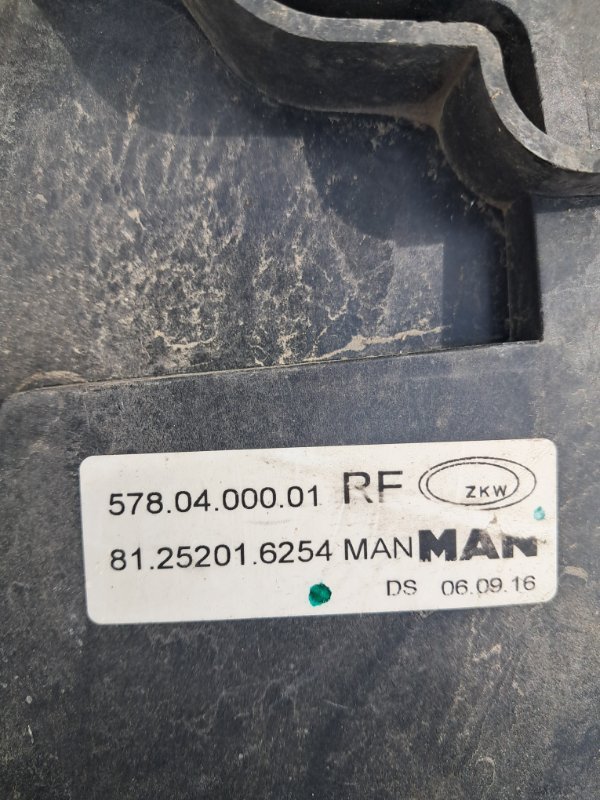 578.04.000.01 RF ZKW
81.25201.6254 MAN MAN
DS 06.09.16